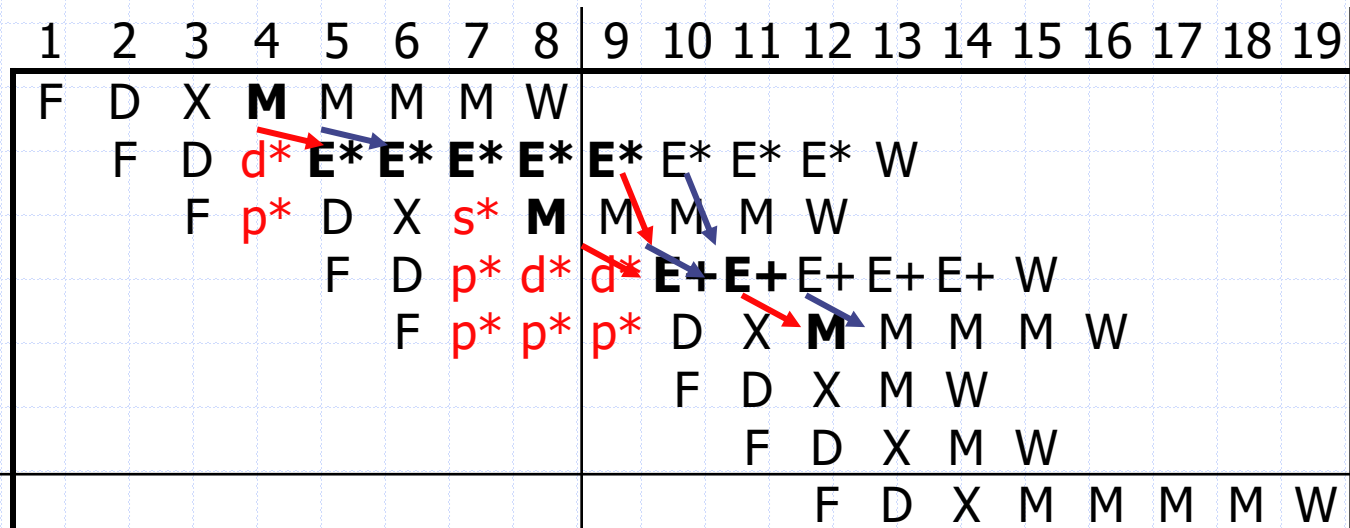 1 2 3 4 5 6 7 8 9 10 11 12 13 14 15 16 17 18 19
F D X M M M M W
F D d* E* E* E* E* E* E* E* E* W
F p* D X s* M M M M W
F D p* d* d* E+ E+ E+ E+ E+ W
F p* p* p* D X M M M M W
F D X M W
F D X M W
F D X M M M M W